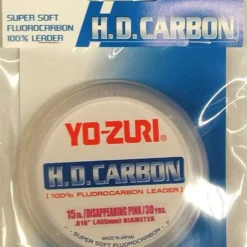 SUPER SOFT
FLUOROCARBON
100% LEADER
H.D.CARBON
YO-ZURI®
H.D.CARBON
[100% FLUOROCARBON LEADER]
15lb./DISAPPEARING PINK/30 YDS.
.016" (.405mm) DIAMETER
MADE IN JAPAN
SUPER SOFT FLUOROCARBON